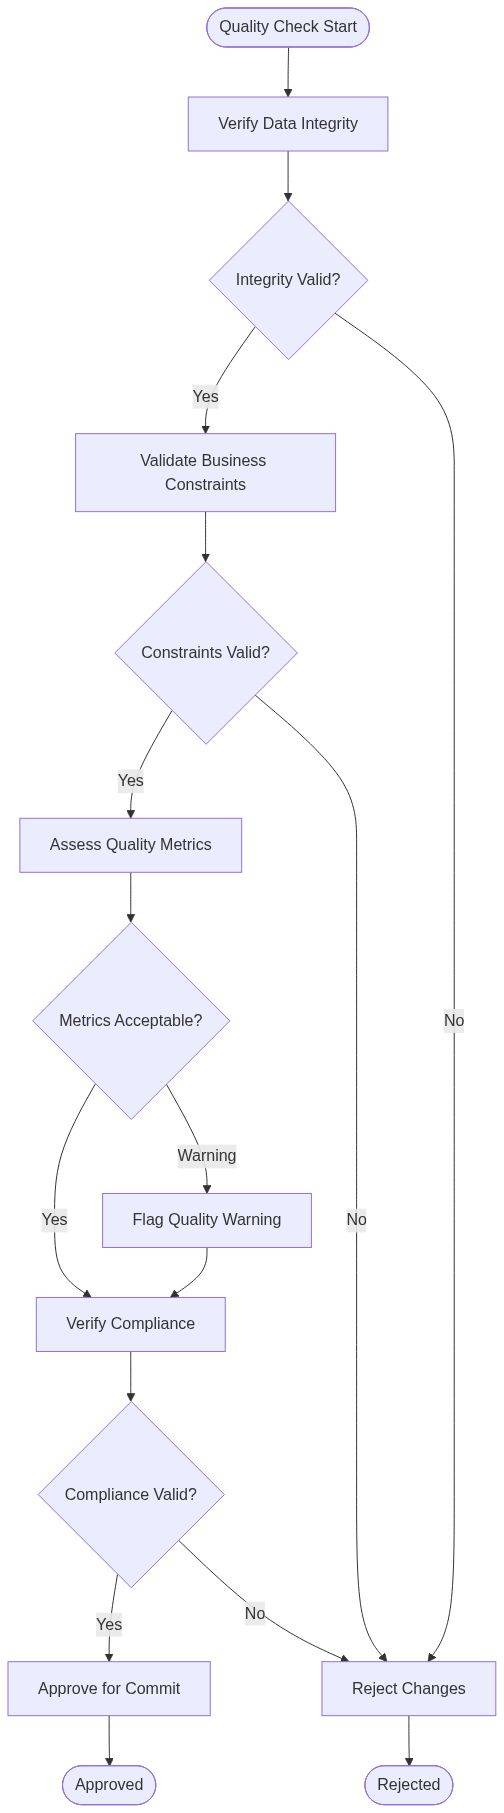 Quality Check Start
Verify Data Integrity
Integrity Valid?
Yes
Validate Business
Constraints
Constraints Valid?
Yes
Assess Quality Metrics
Metrics Acceptable?
No
Warning
Yes
Flag Quality Warning
No
Verify Compliance
Compliance Valid?
No
Yes
Approve for Commit
Reject Changes
Approved
Rejected